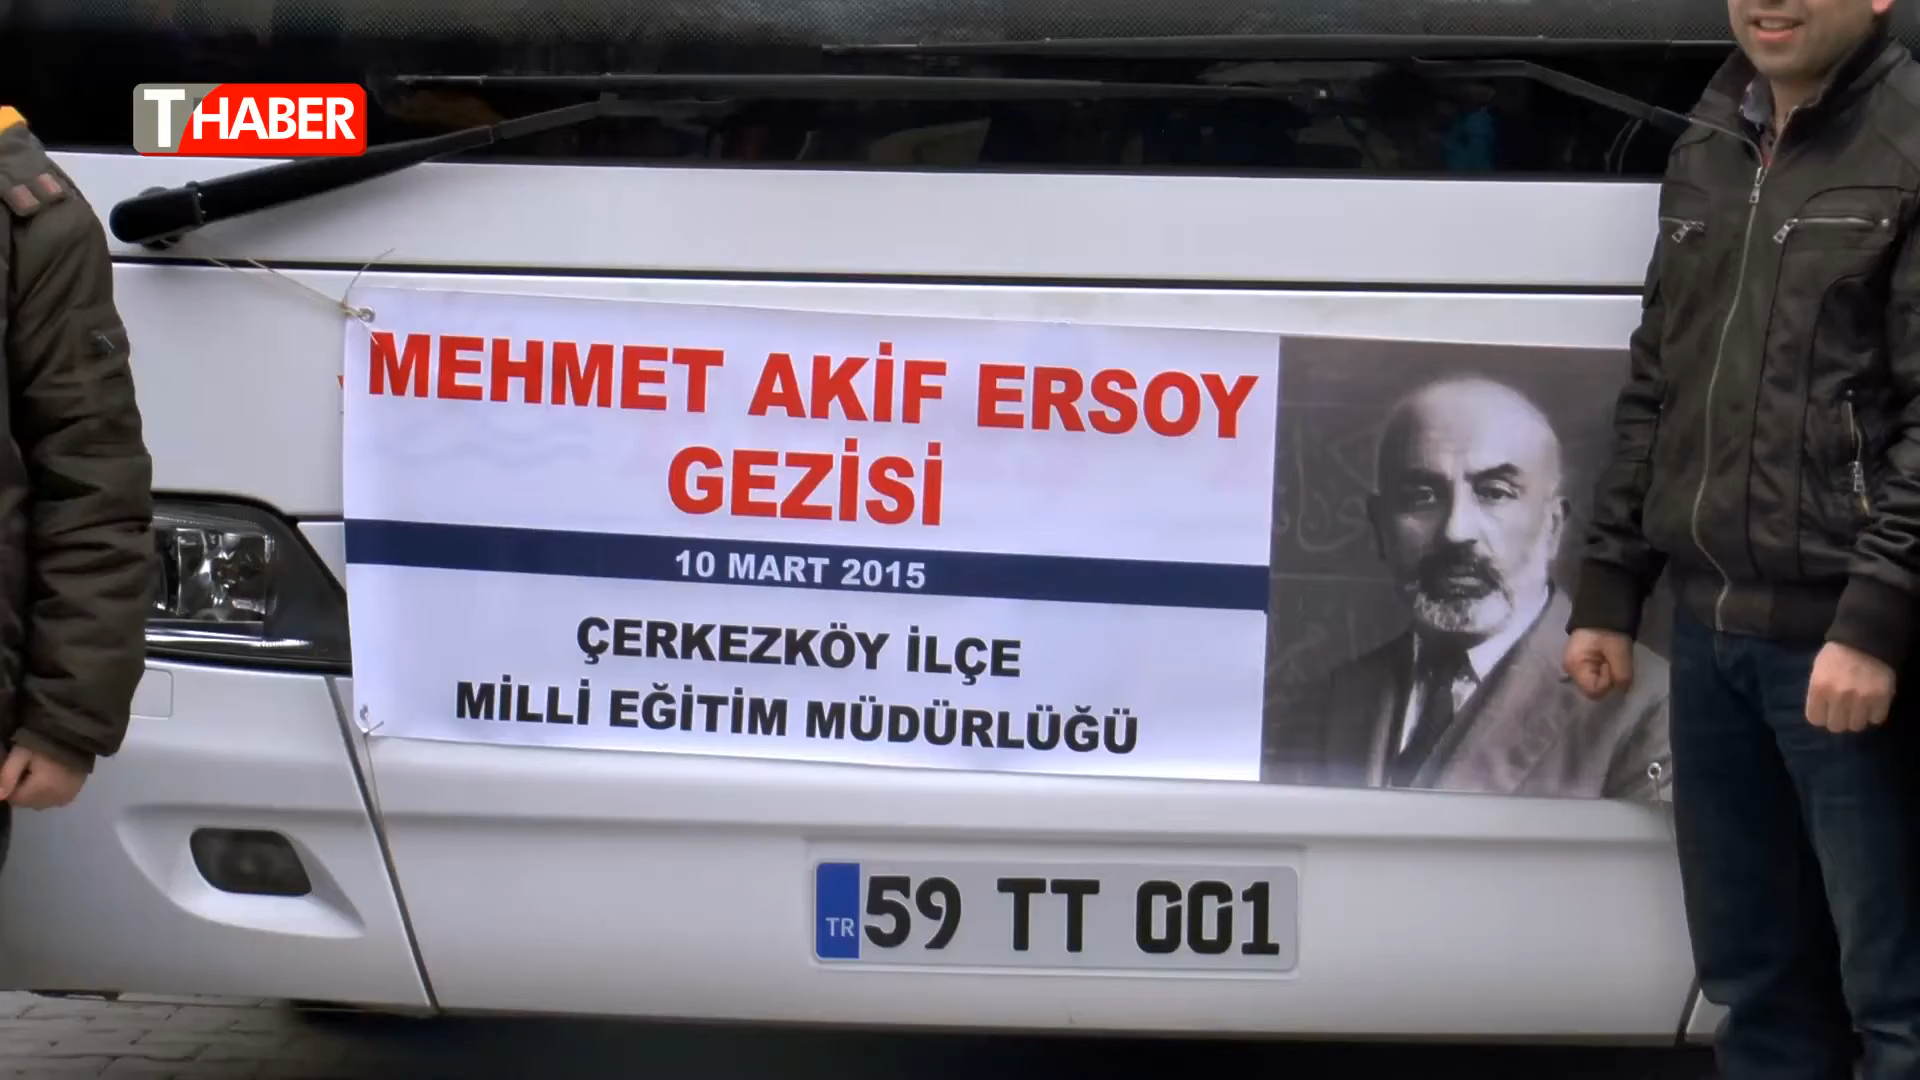 THABER
MEHMET AKİF ERSOY
GEZİSİ
10 MART 2015
ÇERKEZKÖY İLÇE
MİLLİ EĞİTİM MÜDÜRLÜĞÜ
TR 59 TT 001